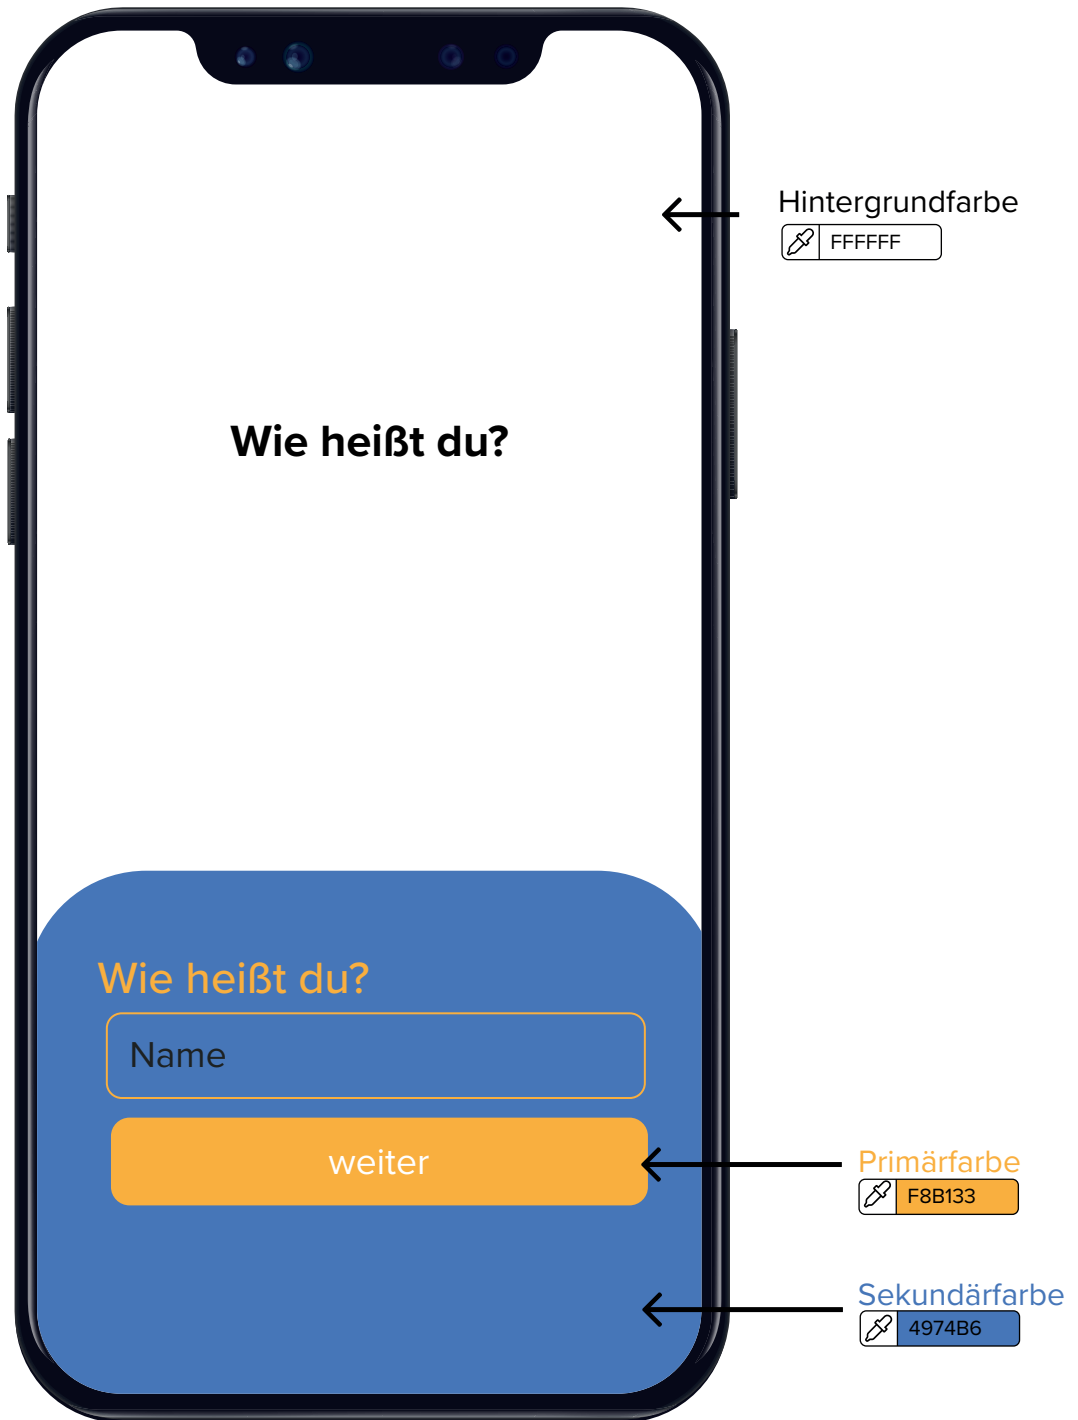 Hintergrundfarbe
FFFFFF
Wie heißt du?
Wie heißt du?
Name
weiter
Primärfarbe
F8B133
Sekundärfarbe
4974B6